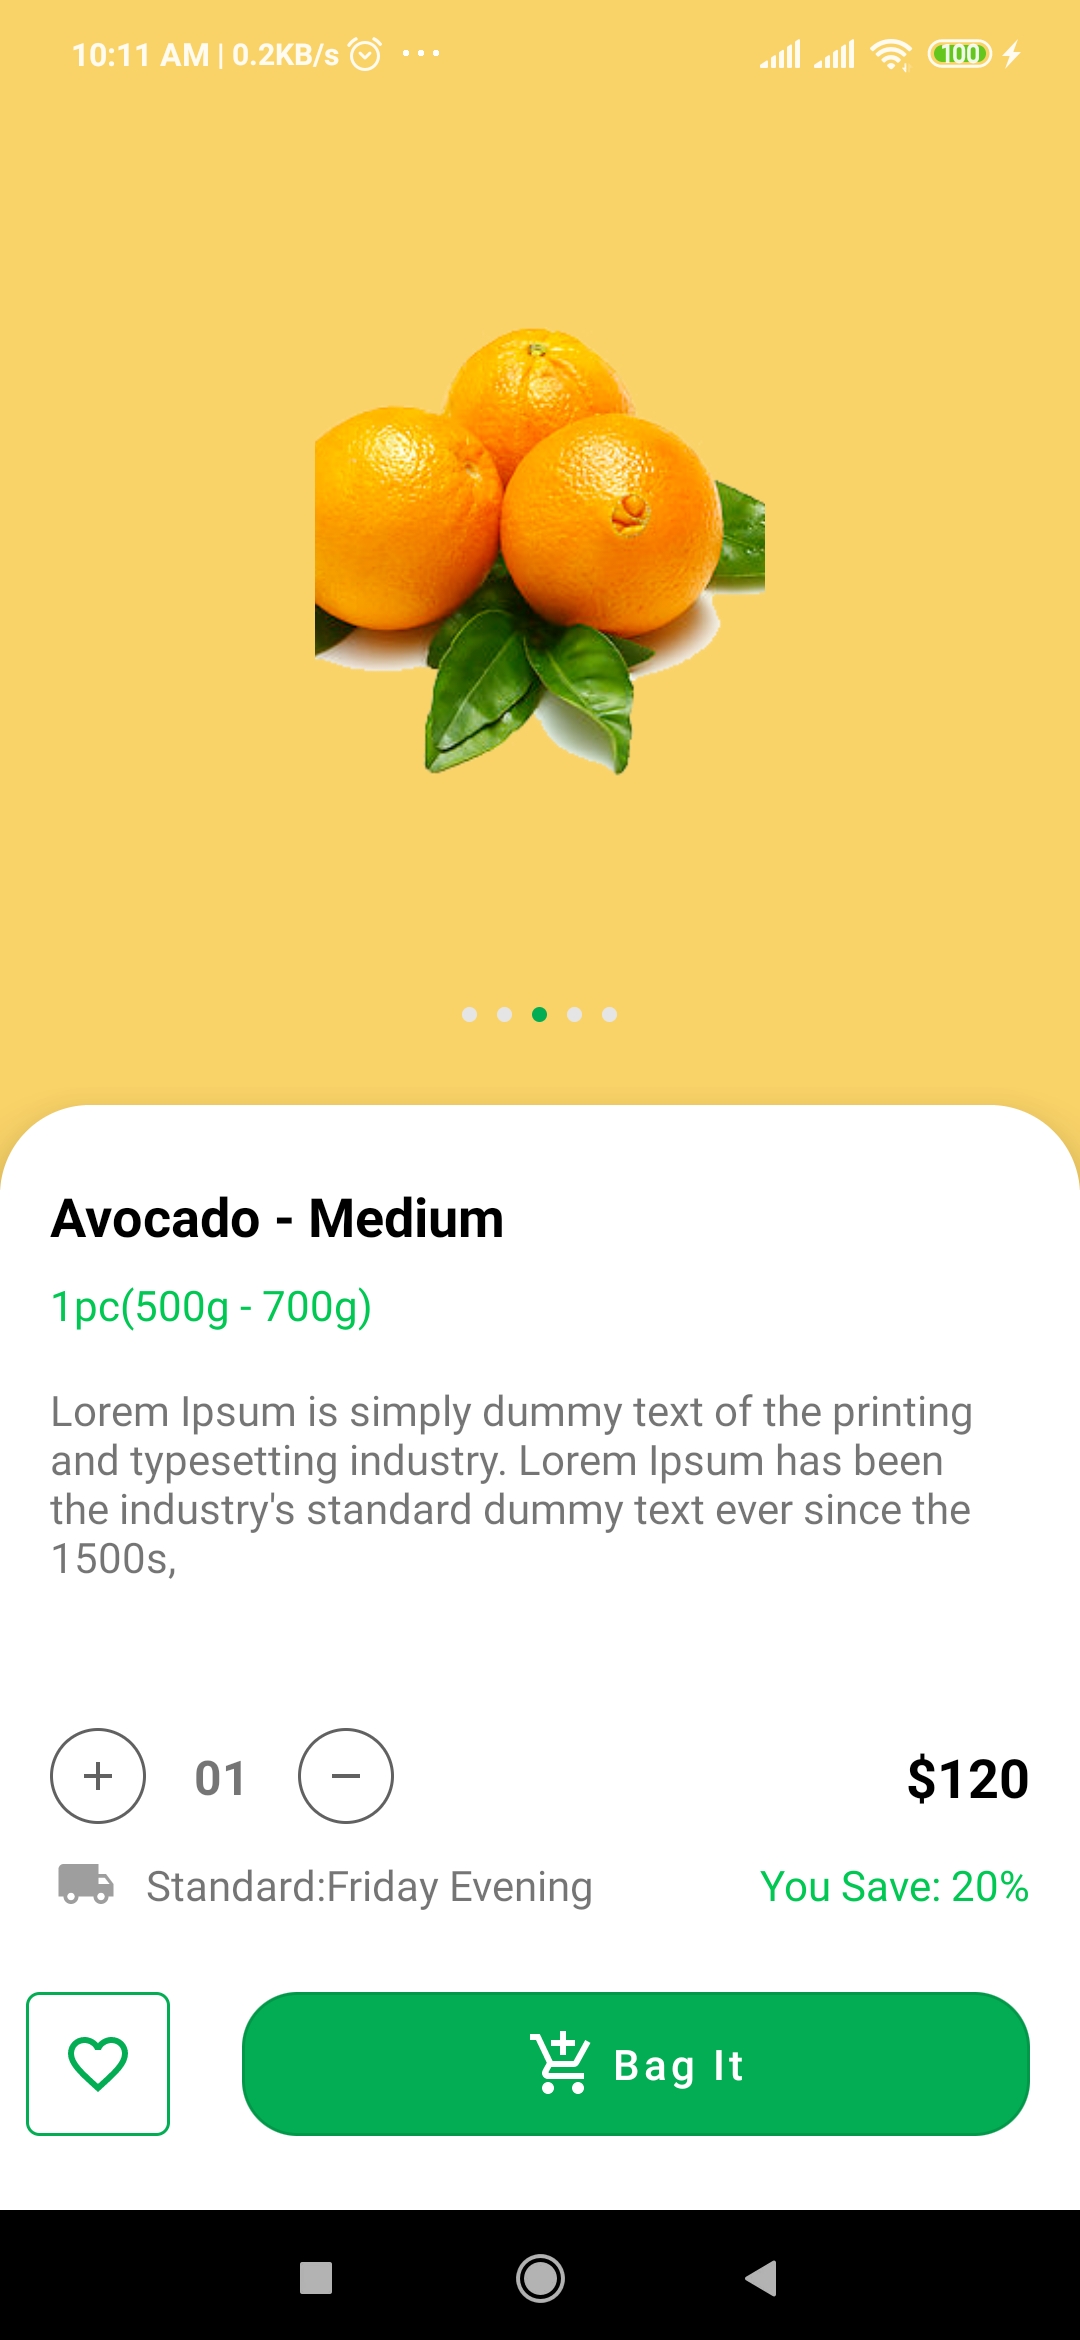 10:11 AM | 0.2KB/s
100
Avocado - Medium
1pc(500g - 700g)
Lorem Ipsum is simply dummy text of the printing
and typesetting industry. Lorem Ipsum has been
the industry's standard dummy text ever since the
1500s,
01
$120
Standard:Friday Evening
You Save: 20%
Bag It